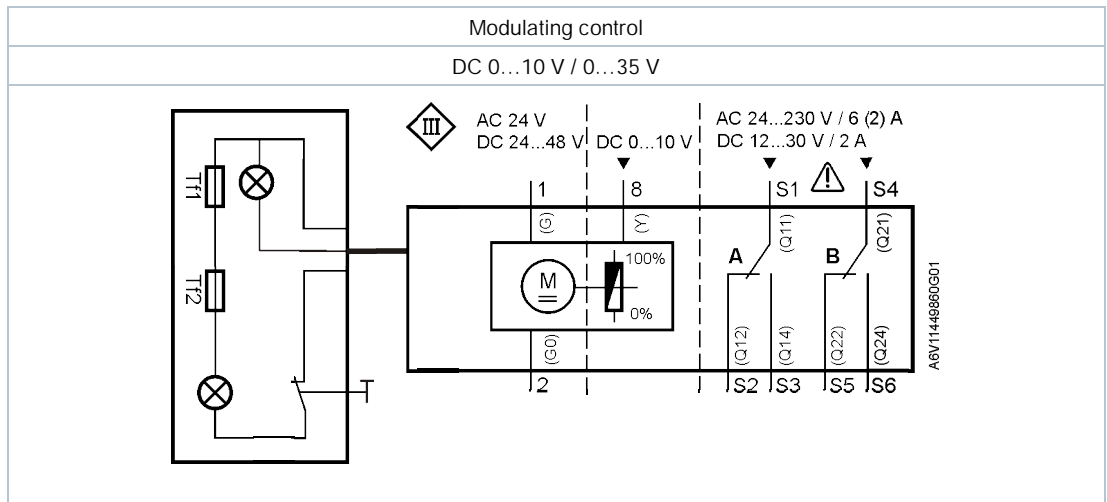 Modulating control
DC 0…10 V / 0…35 V
III
AC 24 V
DC 24...48 V
DC 0...10 V
AC 24...230 V / 6 (2) A
DC 12...30 V / 2 A
1
8
S1
S4
(G)
(Y)
(Q11)
(Q21)
Tf1
A
B
100%
M
0%
Tf2
(G0)
(Q12)
(Q14)
(Q22)
(Q24)
2
S2
S3
S5
S6
A6V11449860G01